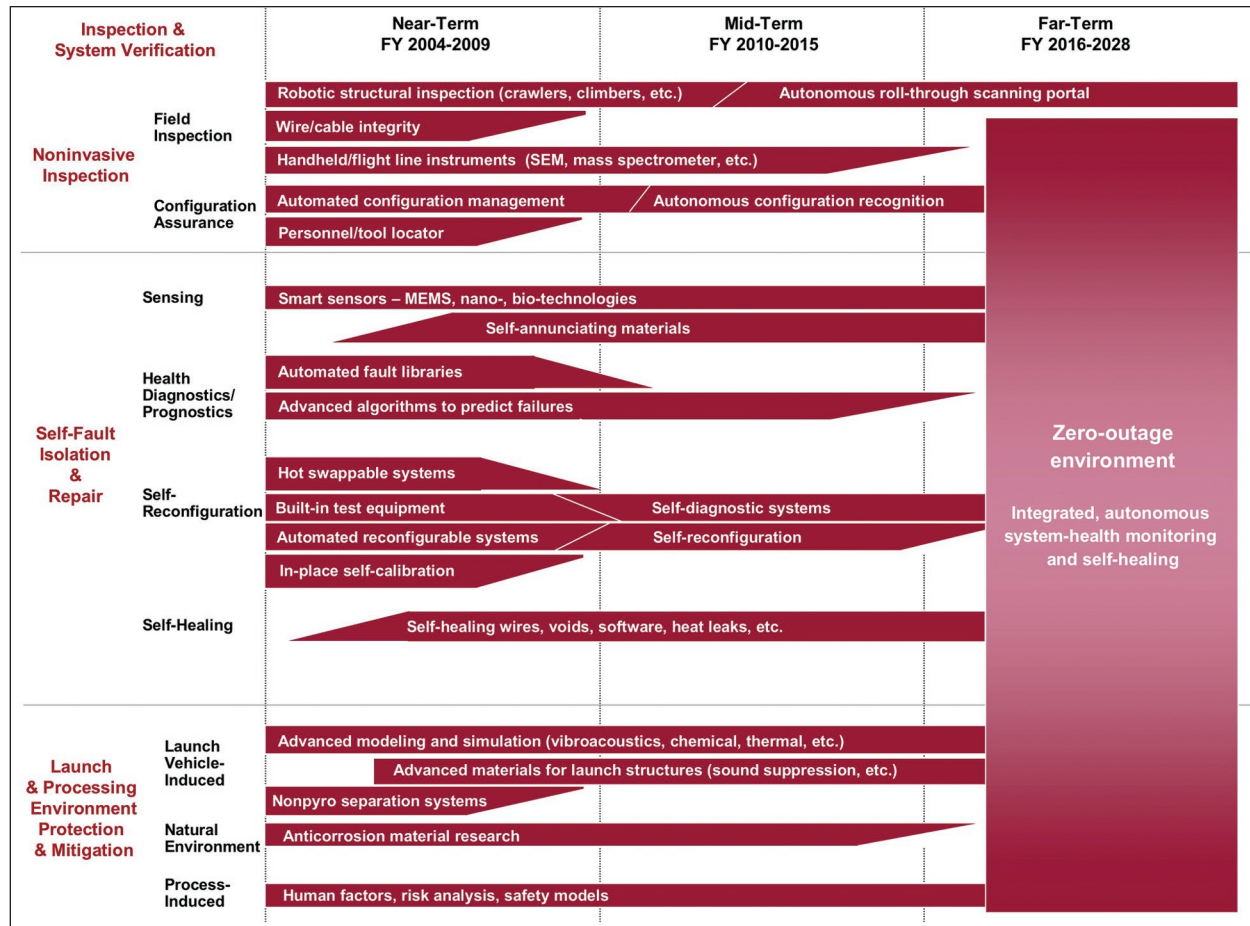 Inspection &
System Verification
Near-Term
FY 2004-2009
Mid-Term
FY 2010-2015
Far-Term
FY 2016-2028
Noninvasive
Inspection
Field
Inspection
Robotic structural inspection (crawlers, climbers, etc.)
Autonomous roll-through scanning portal
Wire/cable integrity
Handheld/flight line instruments (SEM, mass spectrometer, etc.)
Configuration
Assurance
Automated configuration management
Autonomous configuration recognition
Personnel/tool locator
Self-Fault
Isolation
&
Repair
Sensing
Smart sensors – MEMS, nano-, bio-technologies
Self-annunciating materials
Health
Diagnostics/
Prognostics
Automated fault libraries
Advanced algorithms to predict failures
Self-
Reconfiguration
Hot swappable systems
Built-in test equipment
Self-diagnostic systems
Automated reconfigurable systems
Self-reconfiguration
In-place self-calibration
Self-Healing
Self-healing wires, voids, software, heat leaks, etc.
Launch
& Processing
Environment
Protection
& Mitigation
Launch
Vehicle-
Induced
Advanced modeling and simulation (vibroacoustics, chemical, thermal, etc.)
Advanced materials for launch structures (sound suppression, etc.)
Nonpyro separation systems
Natural
Environment
Anticorrosion material research
Process-
Induced
Human factors, risk analysis, safety models
Zero-outage
environment
Integrated, autonomous
system-health monitoring
and self-healing